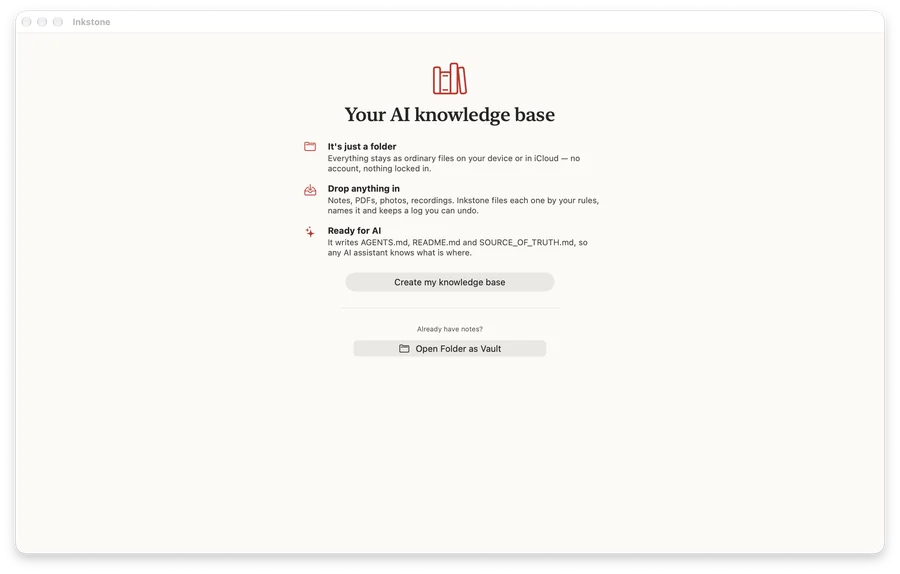 Inkstone
Your AI knowledge base
It's just a folder
Everything stays as ordinary files on your device or in iCloud — no
account, nothing locked in.
Drop anything in
Notes, PDFs, photos, recordings. Inkstone files each one by your rules,
names it and keeps a log you can undo.
Ready for AI
It writes AGENTS.md, README.md and SOURCE_OF_TRUTH.md, so
any AI assistant knows what is where.
Create my knowledge base
Already have notes?
Open Folder as Vault